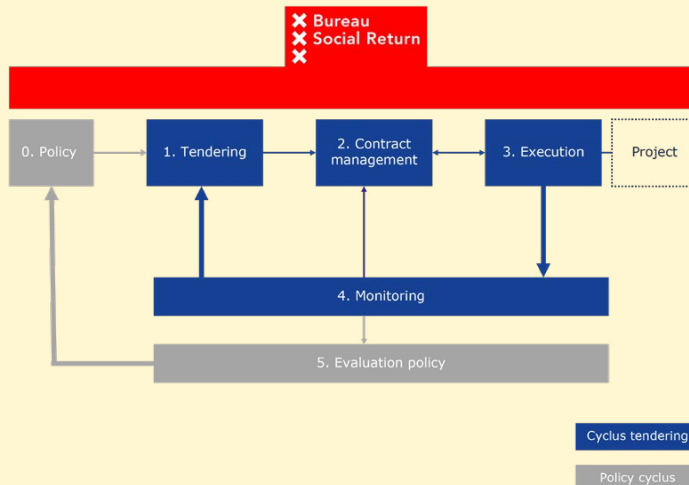 Bureau
Social Return
0. Policy
1. Tendering
2. Contract
management
3. Execution
Project
4. Monitoring
5. Evaluation policy
Cyclus tendering
Policy cyclus